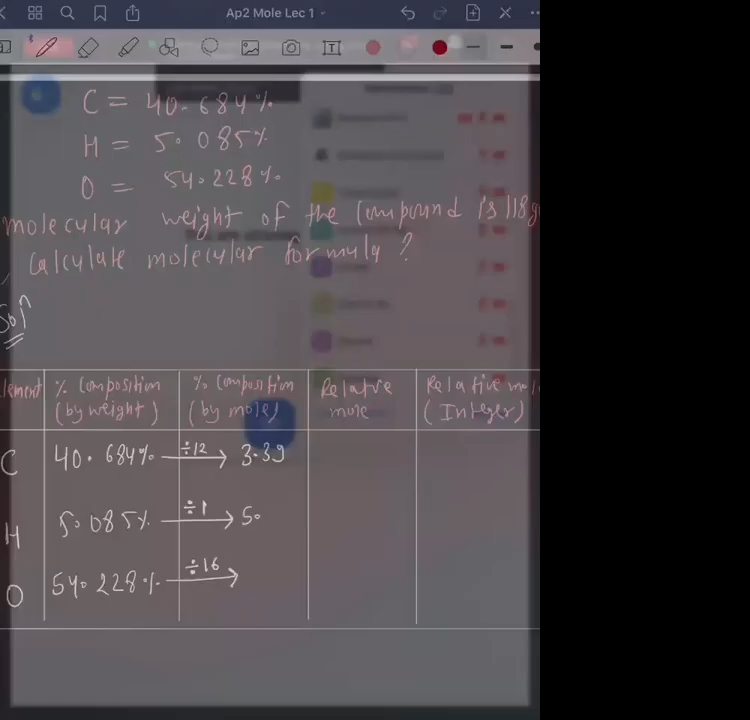 Ap2 Mole Lec 1
C = 40.684%
H = 5.085%
O = 54.228%
molecular weight of the compound is 118g
Calculate molecular formula ?
Sol^n
lement % Composition % Composition Relative Relative mol
(by weight) (by mole) mole (Integer)
C 40.684% ÷12 3.39
H 5.085% ÷1 5.
O 54.228% ÷16